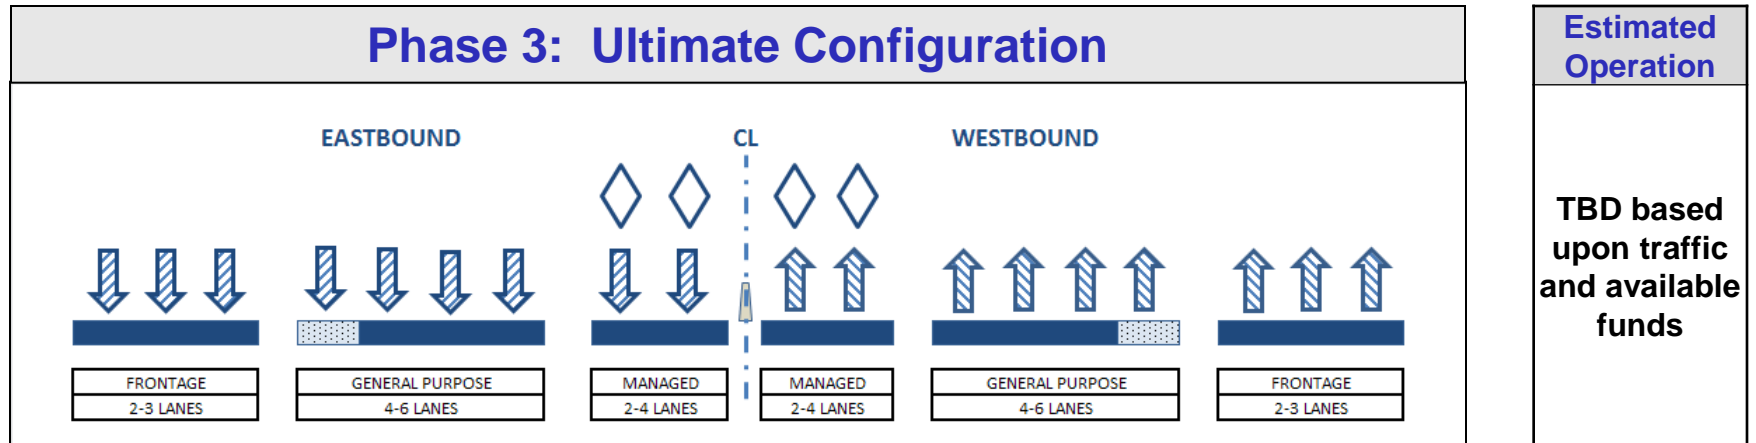 Phase 3: Ultimate Configuration
EASTBOUND
CL
WESTBOUND
FRONTAGE
2-3 LANES
GENERAL PURPOSE
4-6 LANES
MANAGED
2-4 LANES
MANAGED
2-4 LANES
GENERAL PURPOSE
4-6 LANES
FRONTAGE
2-3 LANES
Estimated
Operation
TBD based
upon traffic
and available
funds